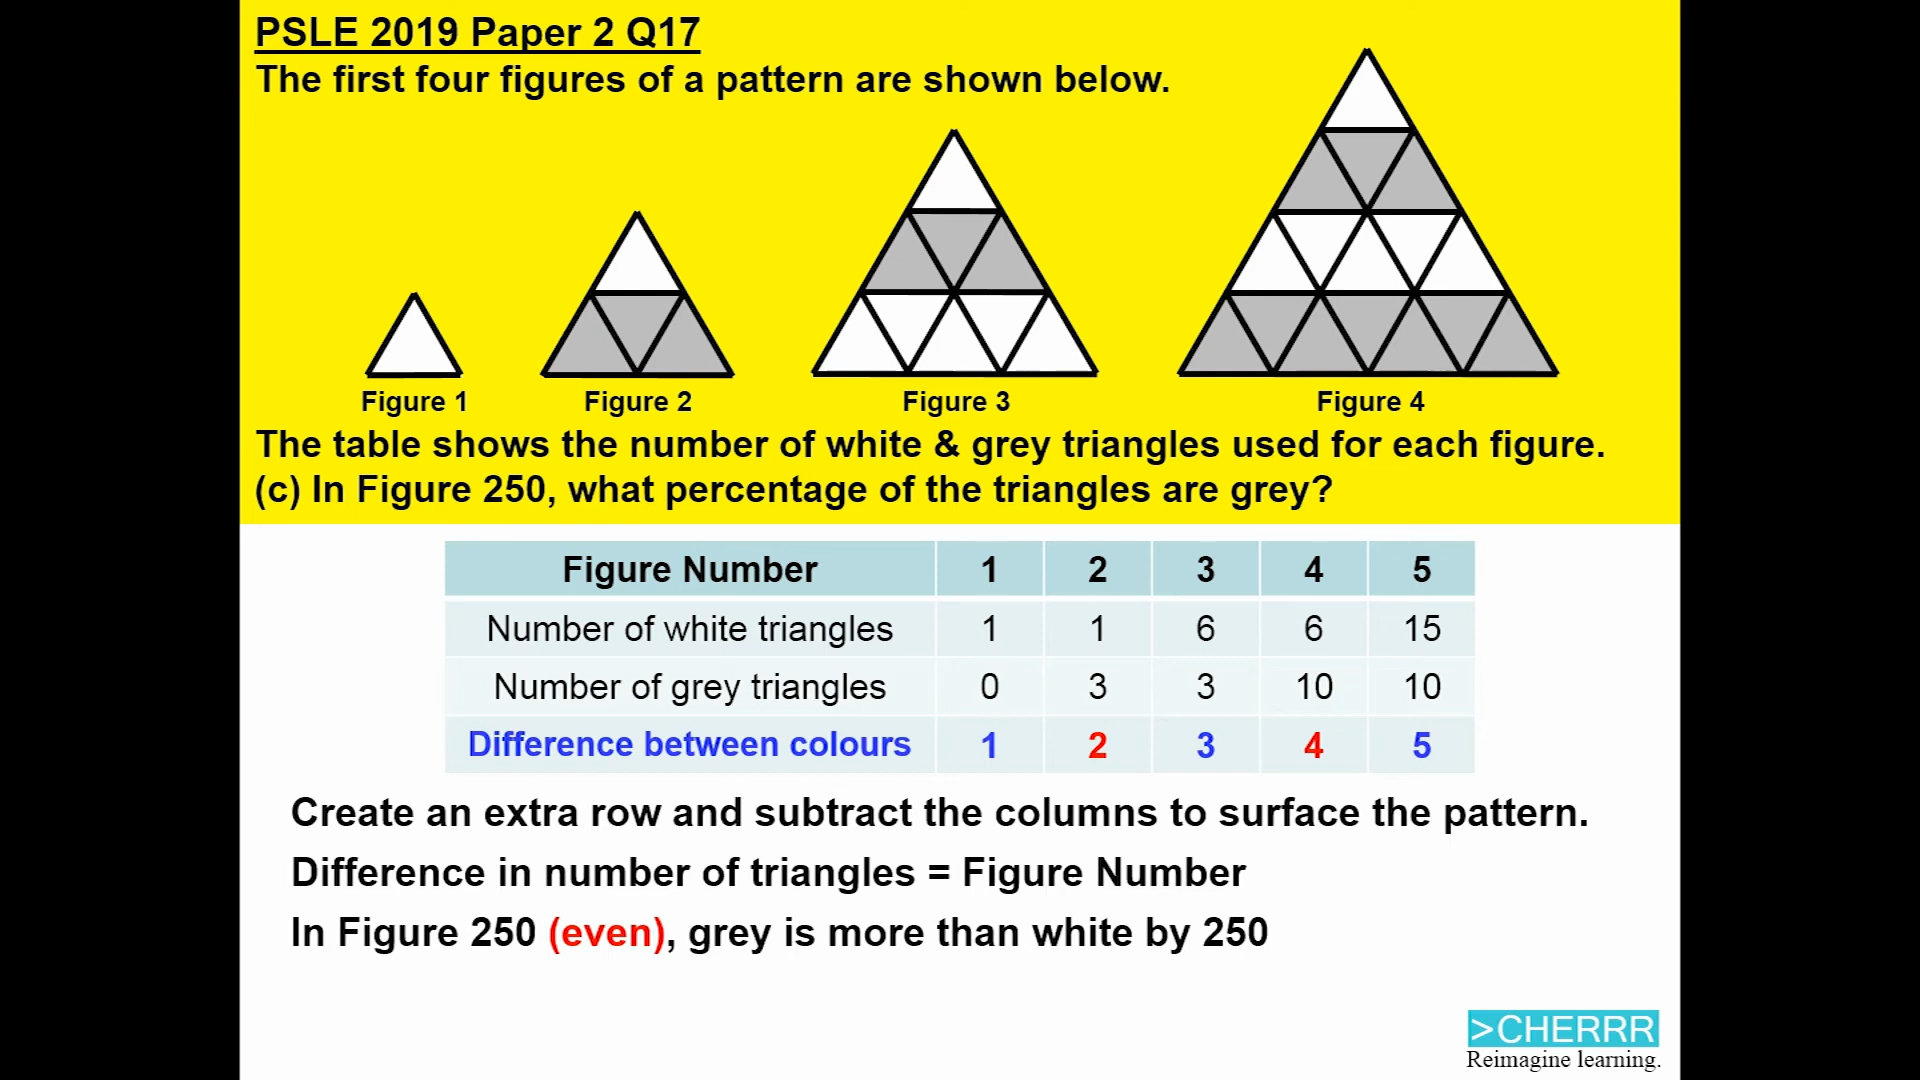 PSLE 2019 Paper 2 Q17
The first four figures of a pattern are shown below.
Figure 1 Figure 2 Figure 3 Figure 4
The table shows the number of white & grey triangles used for each figure.
(c) In Figure 250, what percentage of the triangles are grey?
Figure Number 1 2 3 4 5
Number of white triangles 1 1 6 6 15
Number of grey triangles 0 3 3 10 10
Difference between colours 1 2 3 4 5
Create an extra row and subtract the columns to surface the pattern.
Difference in number of triangles = Figure Number
In Figure 250 (even), grey is more than white by 250
>CHERRR
Reimagine learning.